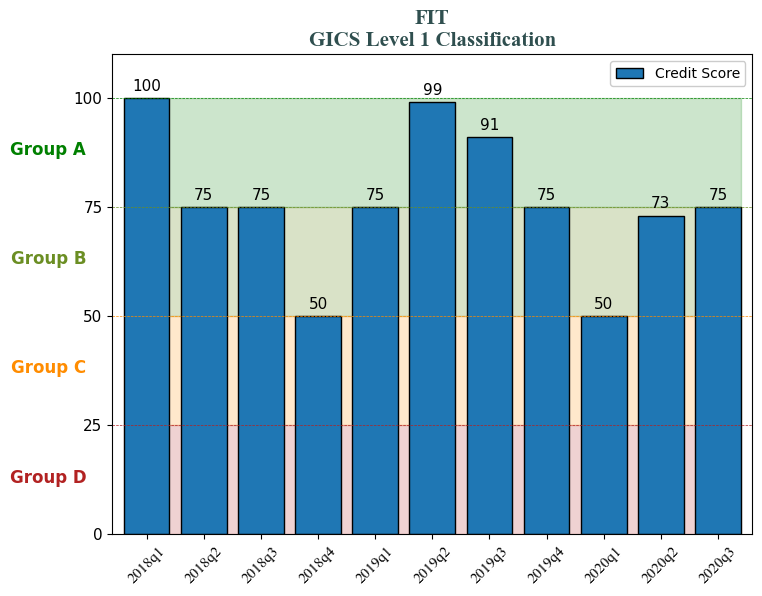 FIT
GICS Level 1 Classification
Credit Score
100
75
50
25
0
Group A
Group B
Group C
Group D
100
75
75
50
75
99
91
75
50
73
75
2018q1
2018q2
2018q3
2018q4
2019q1
2019q2
2019q3
2019q4
2020q1
2020q2
2020q3